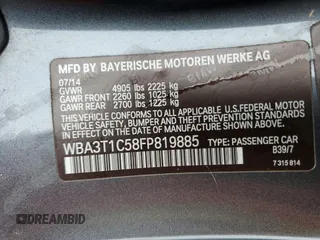 MFD BY BAYERISCHE MOTOREN WERKE AG
07/14
GVWR 4905 lbs 2225 kg
GAWR FRONT 2260 lbs 1025 kg
GAWR REAR 2700 lbs 1225 kg
THIS VEHICLE CONFORMS TO ALL APPLICABLE U.S. FEDERAL MOTOR
VEHICLE SAFETY, BUMPER, AND THEFT PREVENTION STANDARDS IN
EFFECT ON THE DATE OF MANUFACTURE SHOWN ABOVE.
WBA3T1C58FP819885 TYPE: PASSENGER CAR
B39/7
7 315 814
DREAMBID